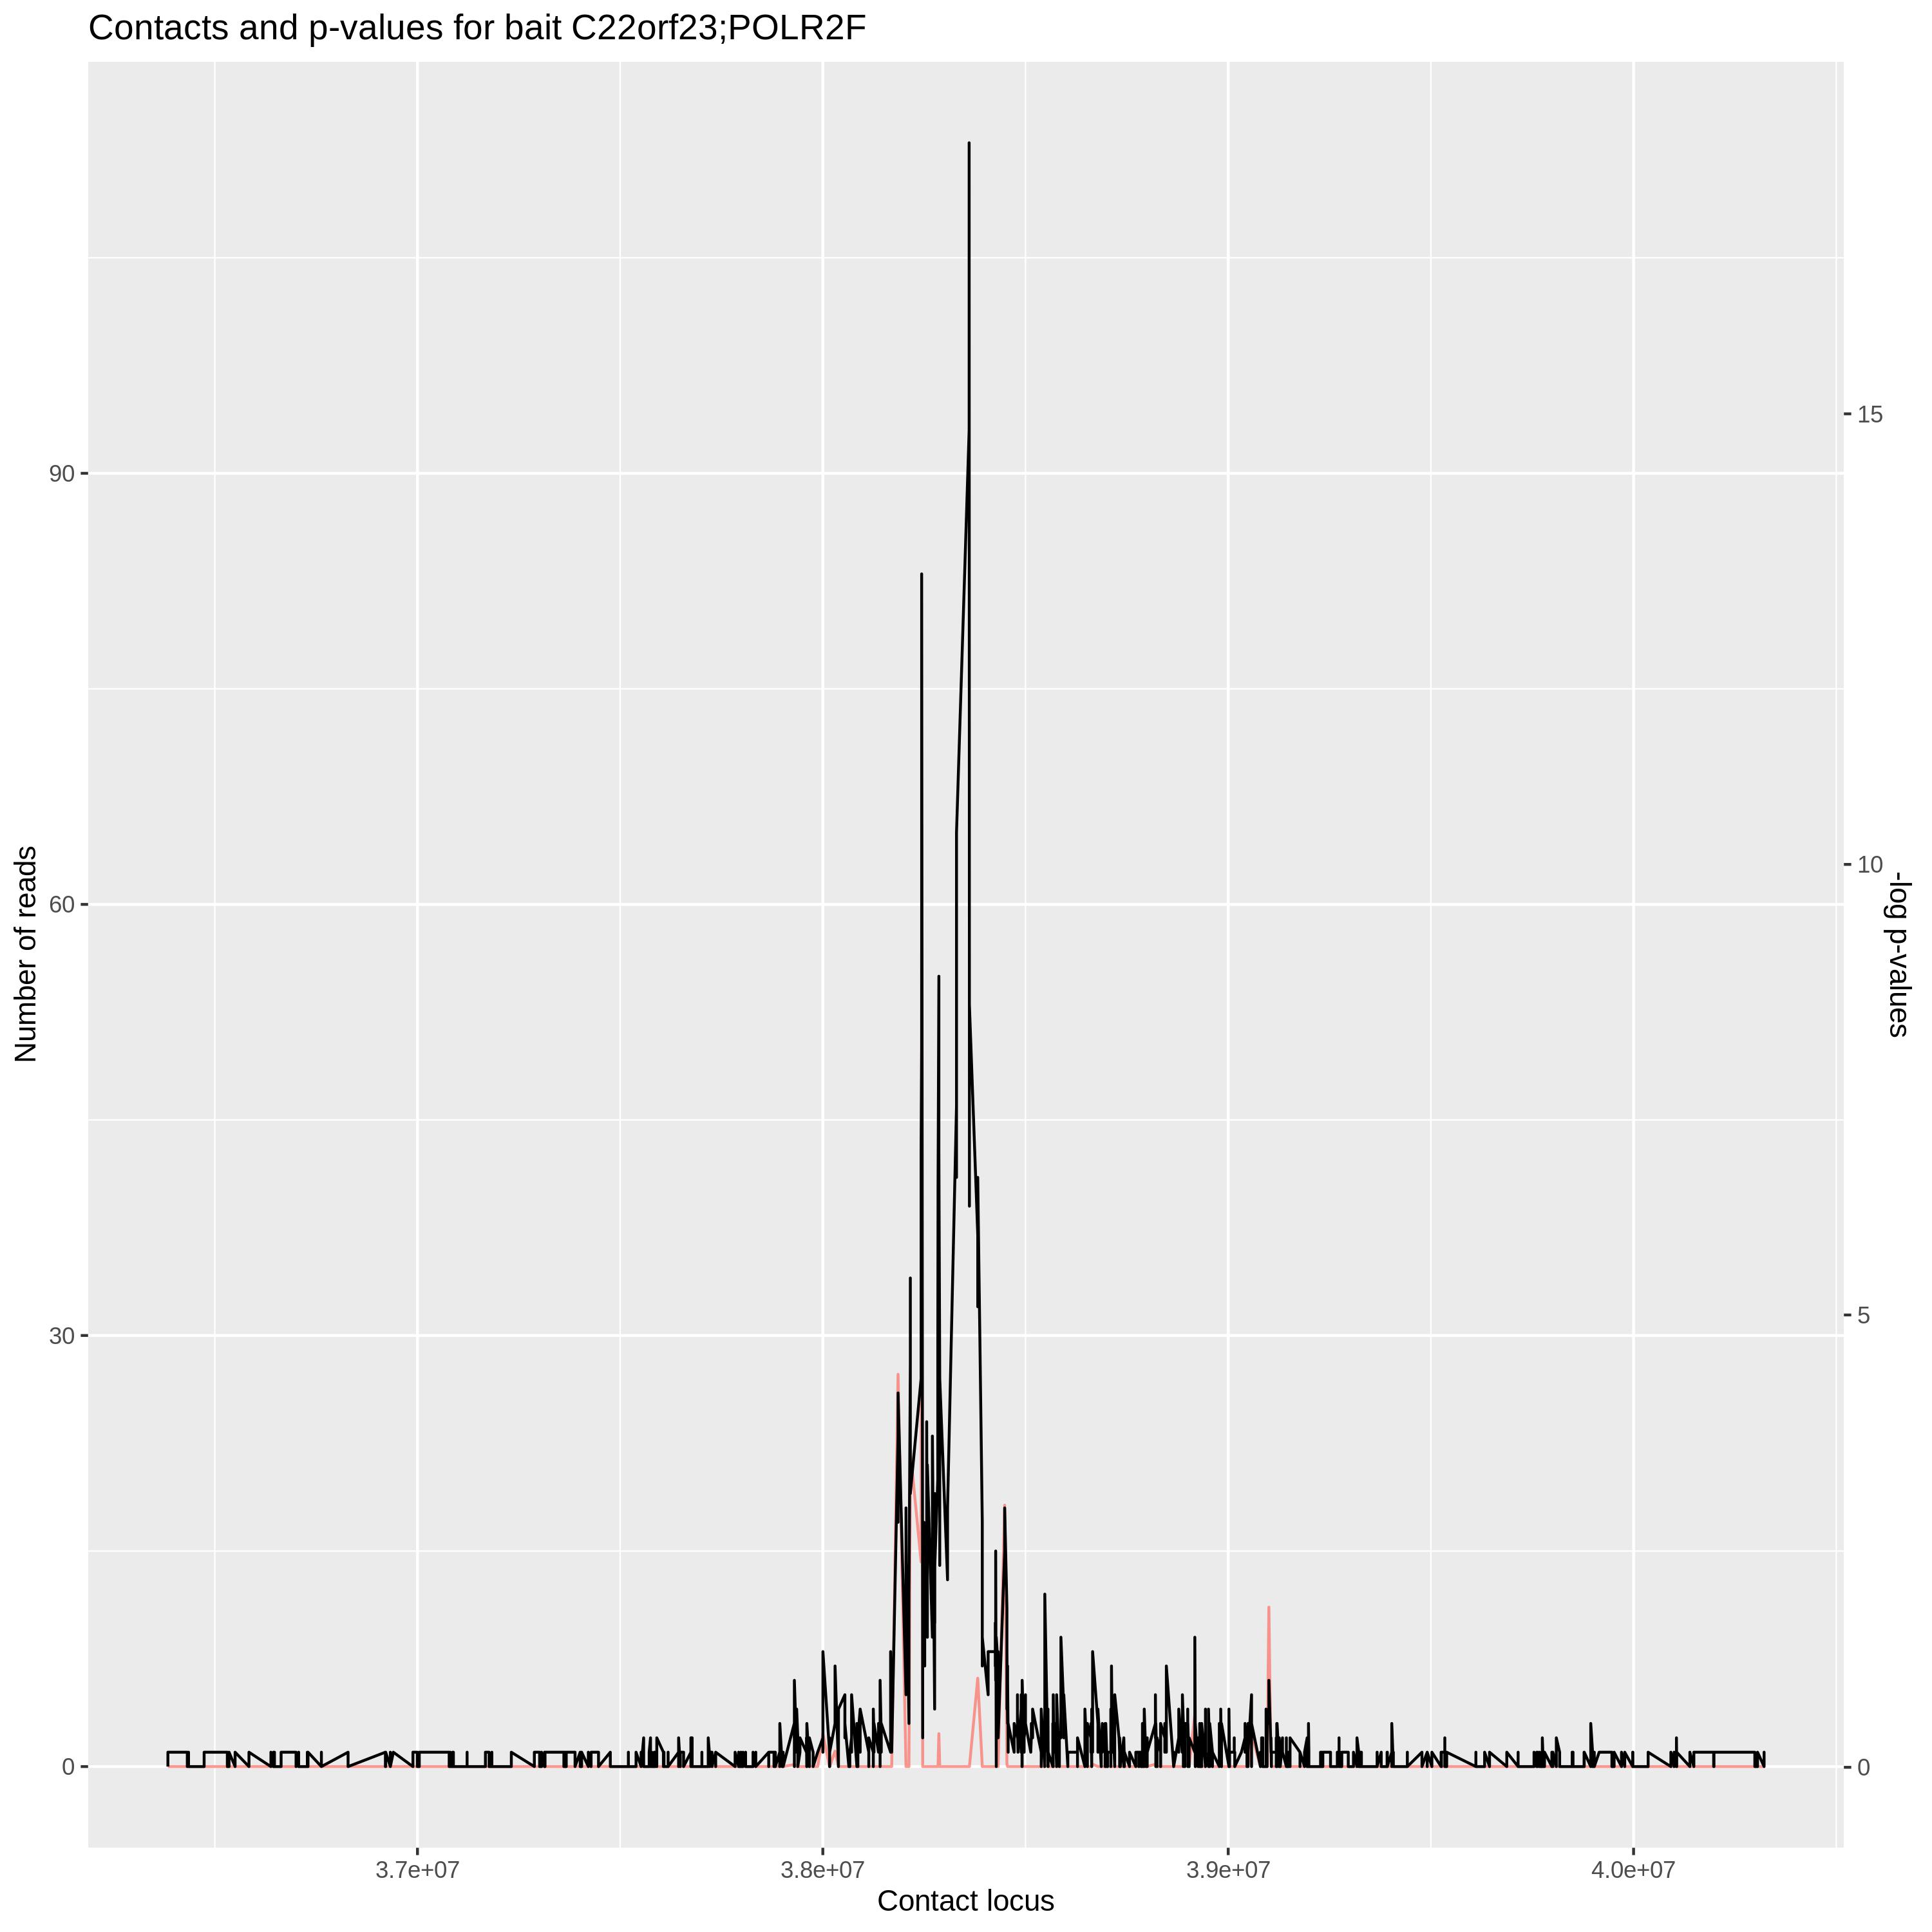 Contacts and p-values for bait C22orf23;POLR2F
90
60
30
0
15
10
5
0
Number of reads
-log p-values
3.7e+07
3.8e+07
3.9e+07
4.0e+07
Contact locus